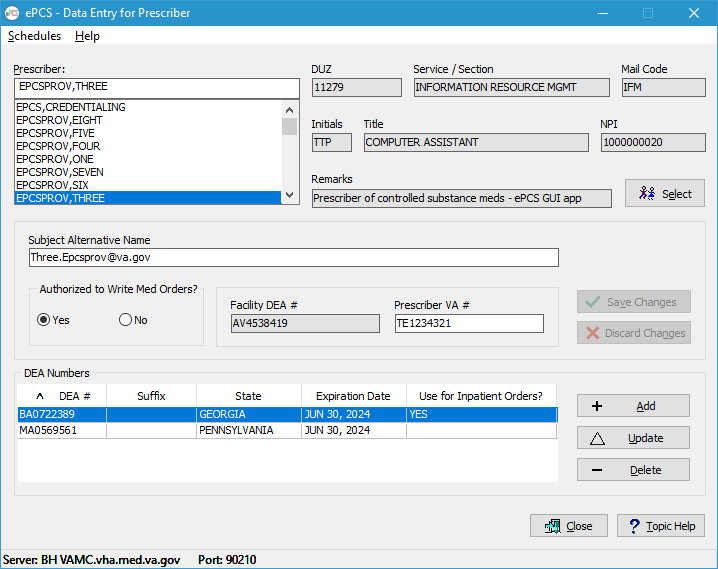 ePCS - Data Entry for Prescriber
Schedules Help
Prescriber:
EPCSPROV,THREE
EPCS,CREDENTIALING
EPCSPROV,EIGHT
EPCSPROV,FIVE
EPCSPROV,FOUR
EPCSPROV,ONE
EPCSPROV,SEVEN
EPCSPROV,SIX
EPCSPROV,THREE
DUZ Service / Section Mail Code
11279 INFORMATION RESOURCE MGMT IFM
Initials Title NPI
TTP COMPUTER ASSISTANT 1000000020
Remarks
Prescriber of controlled substance meds - ePCS GUI app
Select
Subject Alternative Name
Three.Epcsprov@va.gov
Authorized to Write Med Orders?
Yes No
Facility DEA # Prescriber VA #
AV4538419 TE1234321
Save Changes
Discard Changes
DEA Numbers
DEA # Suffix State Expiration Date Use for Inpatient Orders?
BA0722389 GEORGIA JUN 30, 2024 YES
MA0569561 PENNSYLVANIA JUN 30, 2024
Add
Update
Delete
Close Topic Help
Server: BH VAMC.vha.med.va.gov Port: 90210